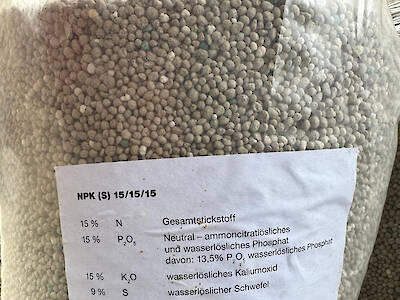 NPK (S) 15/15/15
15 % N Gesamtstickstoff
15 % P₂O₅ Neutral – ammoncitratlösliches
und wasserlösliches Phosphat
davon: 13,5% P₂O₅ wasserlösliches Phosphat
15 % K₂O wasserlösliches Kaliumoxid
9 % S wasserlöslicher Schwefel